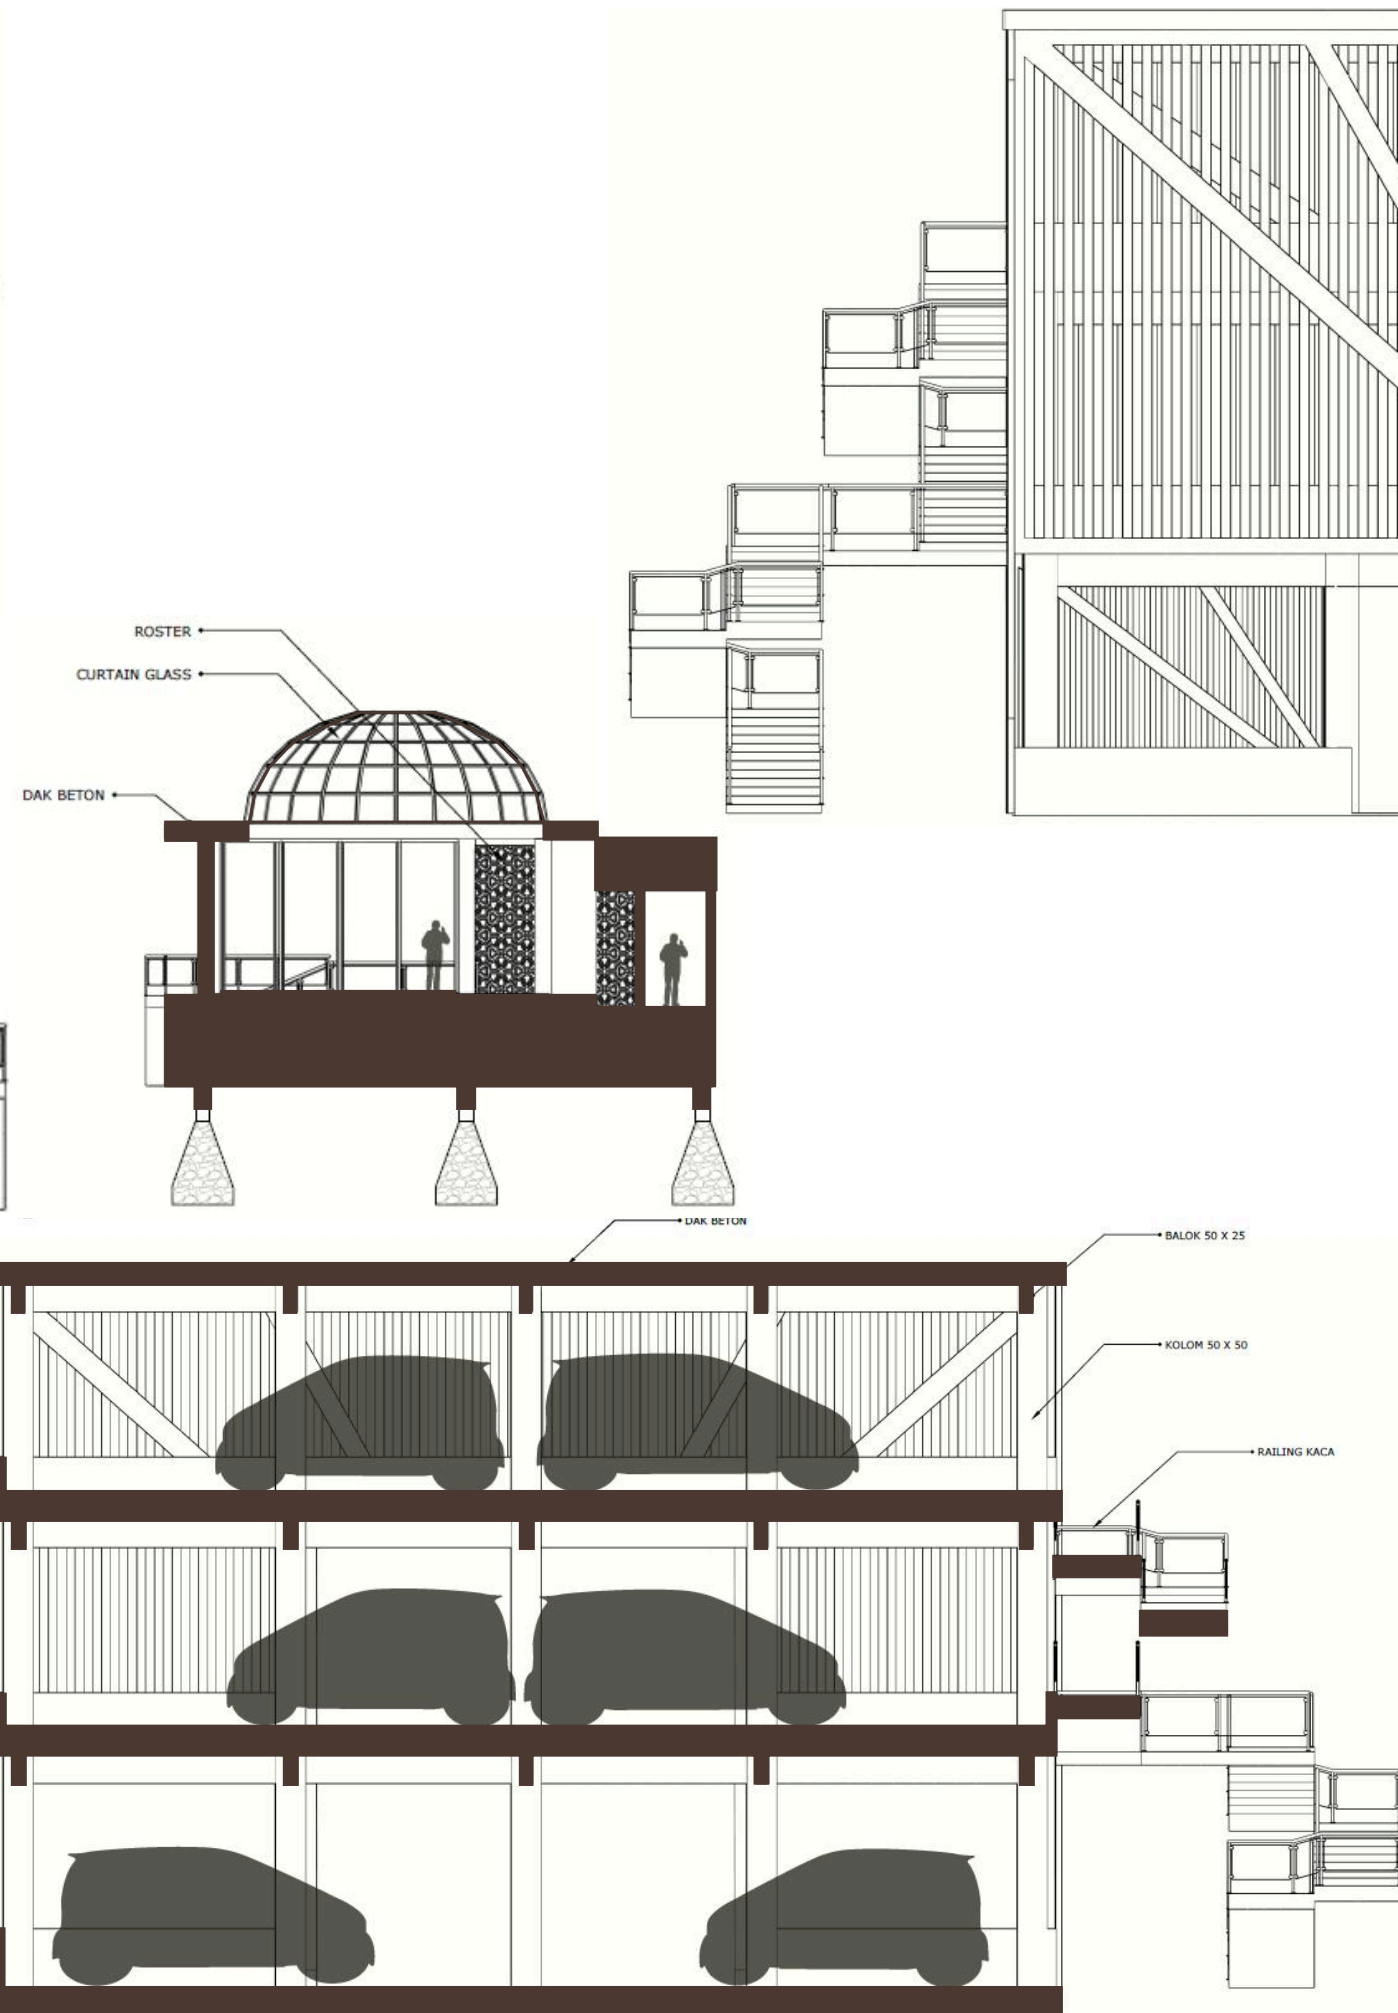 ROSTER
CURTAIN GLASS
DAK BETON
DAK BETON
BALOK 50 X 25
KOLOM 50 X 50
RAILING KACA